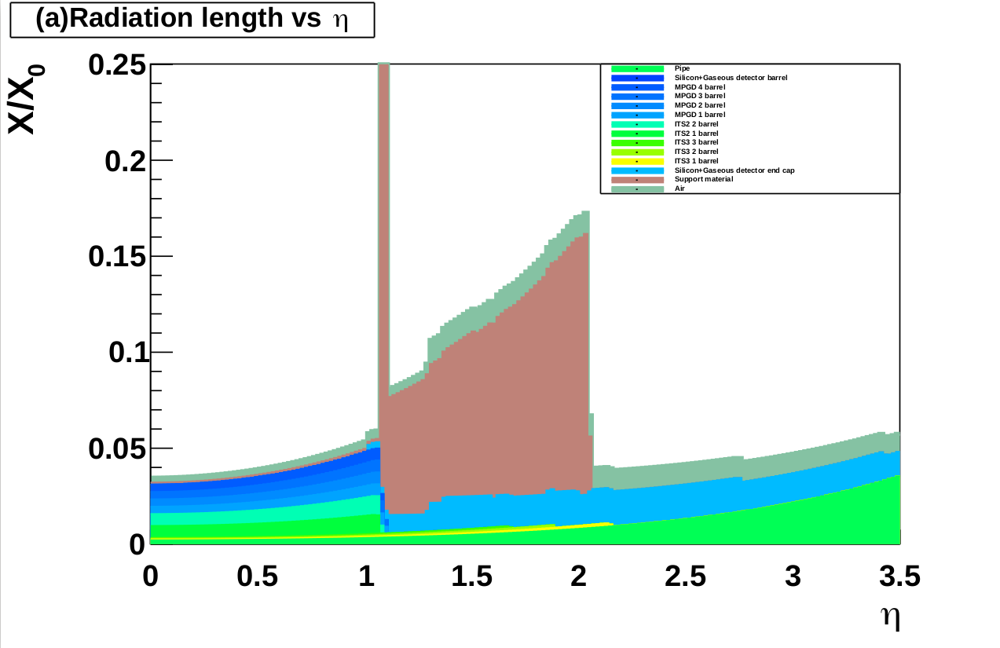 (a)Radiation length vs η
X/X0
0.25
0.2
0.15
0.1
0.05
0
Pipe
Silicon+Gaseous detector barrel
MPGD 4 barrel
MPGD 3 barrel
MPGD 2 barrel
MPGD 1 barrel
ITS2 2 barrel
ITS2 1 barrel
ITS3 3 barrel
ITS3 2 barrel
ITS3 1 barrel
Silicon+Gaseous detector end cap
Support material
Air
0 0.5 1 1.5 2 2.5 3 3.5
η